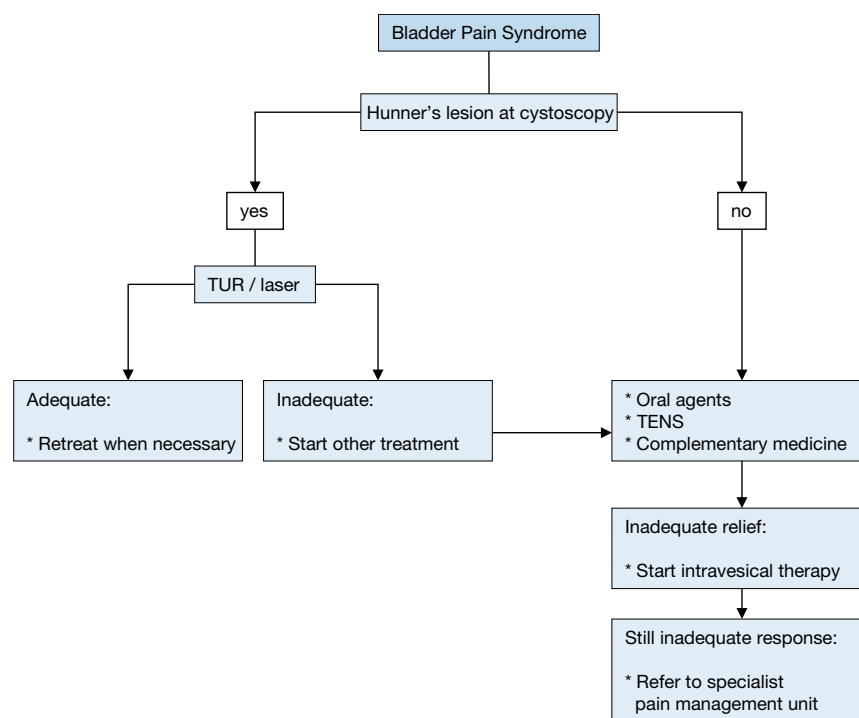 Bladder Pain Syndrome
Hunner’s lesion at cystoscopy
yes
no
TUR / laser
Adequate:
* Retreat when necessary
Inadequate:
* Start other treatment
* Oral agents
* TENS
* Complementary medicine
Inadequate relief:
* Start intravesical therapy
Still inadequate response:
* Refer to specialist
pain management unit